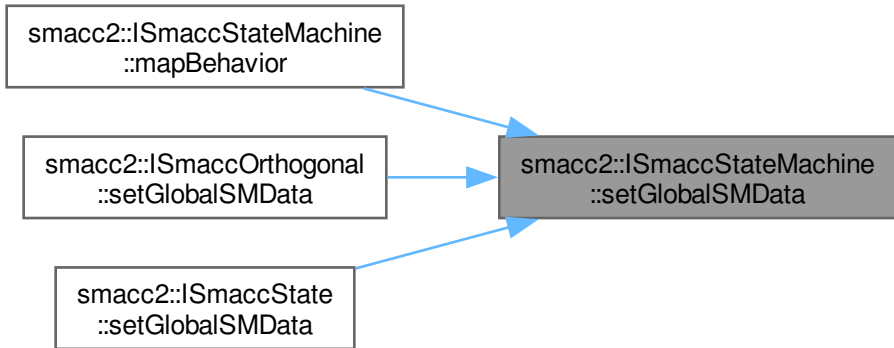 smacc2::ISmaccStateMachine
::mapBehavior
smacc2::ISmaccOrthogonal
::setGlobalSMData
smacc2::ISmaccStateMachine
::setGlobalSMData
smacc2::ISmaccState
::setGlobalSMData